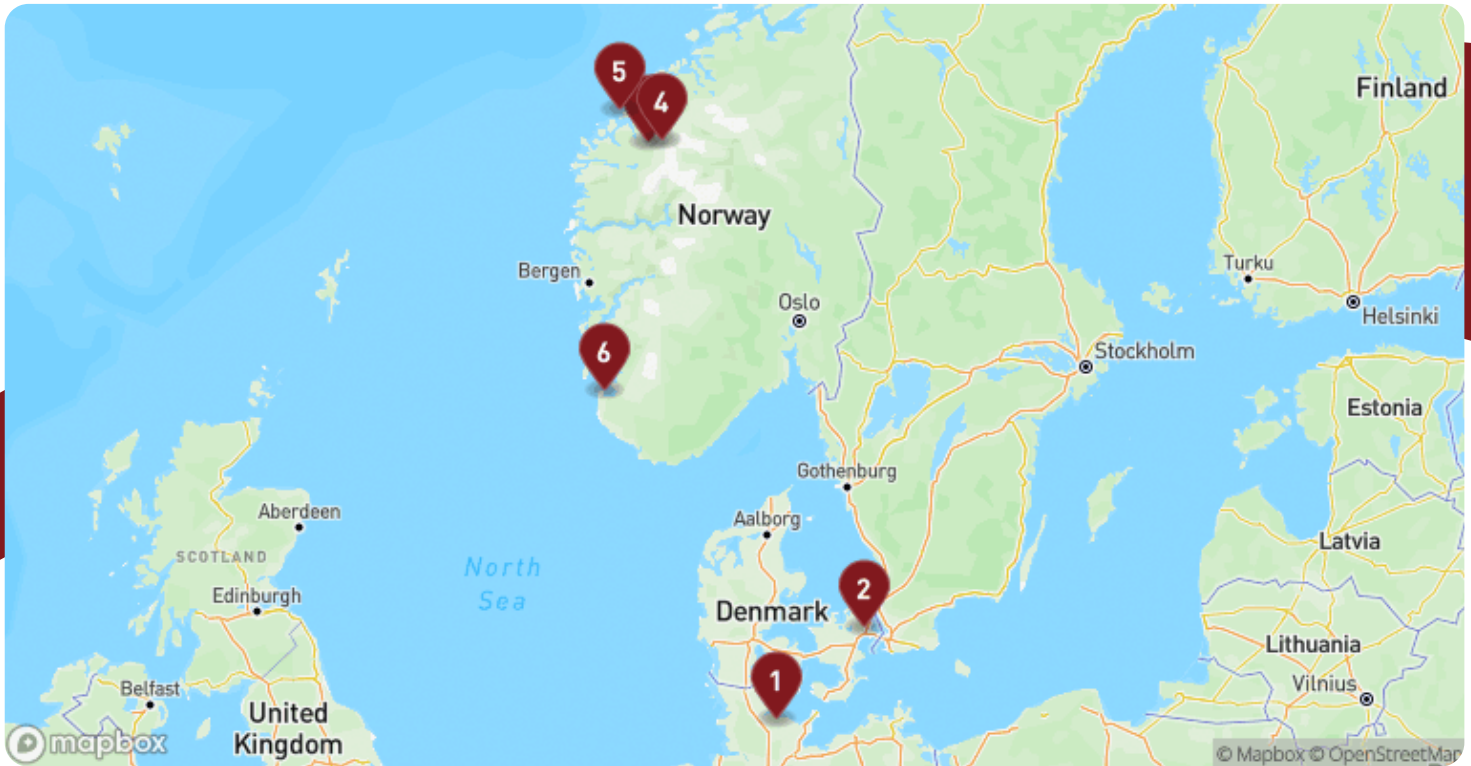 Finland
5
4
Norway
Bergen
Turku
Oslo
Helsinki
6
Stockholm
Estonia
Gothenburg
Aberdeen
Aalborg
SCOTLAND
Latvia
North
Sea
Edinburgh
2
Denmark
Lithuania
1
Belfast
Vilnius
United
Kingdom
mapbox
© Mapbox © OpenStreetMap